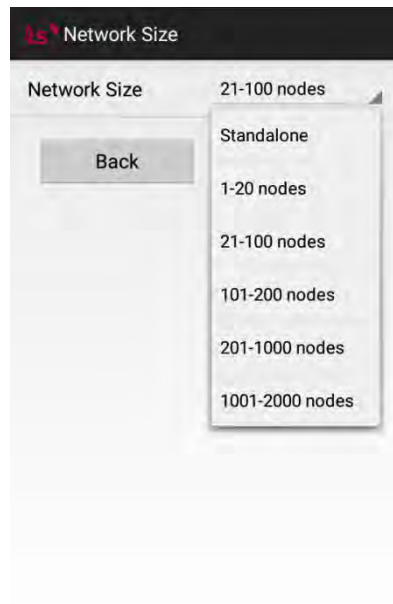 Ls Network Size
Network Size 21-100 nodes
Standalone
Back
1-20 nodes
21-100 nodes
101-200 nodes
201-1000 nodes
1001-2000 nodes